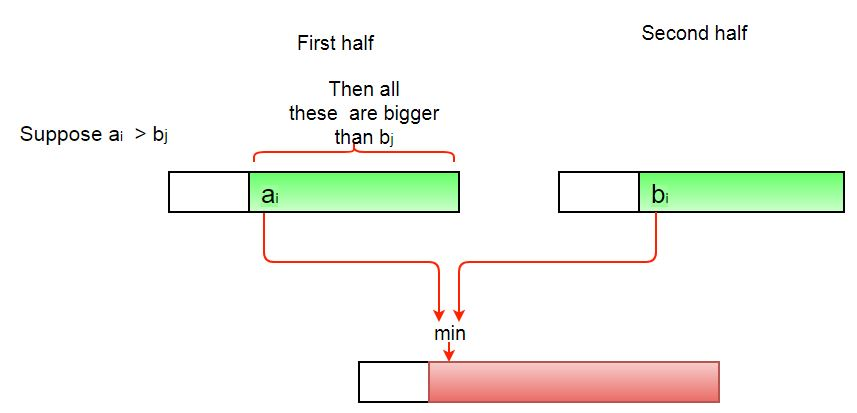 First half
Second half
Then all
these are bigger
than bj
Suppose ai > bj
ai
bi
min